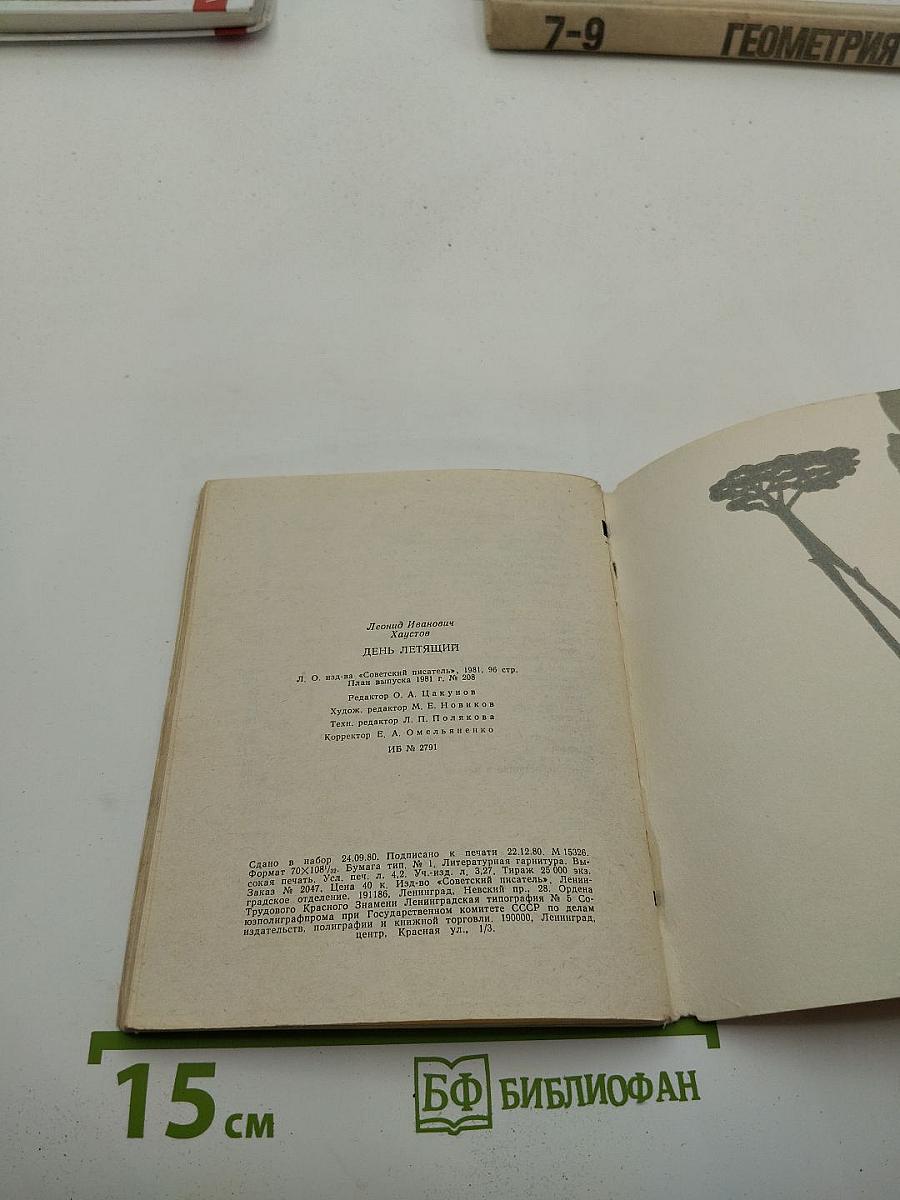 7-9 ГЕОМЕТРИЯ
Леонид Иванович
Хаустов
ДЕНЬ ЛЕТЯЩИЙ
Л. О. изд-ва «Советский писатель», 1981, 96 стр.
План выпуска 1981 г. № 208
Редактор О. А. Цакунов
Худож. редактор М. Е. Новиков
Техн. редактор Л. П. Полякова
Корректор Е. А. Омельяненко
ИБ № 2791
Сдано в набор 24.09.80. Подписано к печати 22.12.80. М 15326.
Формат 70×108¹/₃₂. Бумага тип. № 1. Литературная гарнитура. Вы-
сокая печать. Усл. печ. л. 4,2. Уч.-изд. л. 3,27. Тираж 25 000 экз.
Заказ № 2047. Цена 40 к. Изд-во «Советский писатель», Ленин-
градское отделение. 191186, Ленинград, Невский пр., 28. Ордена
Трудового Красного Знамени Ленинградская типография № 5 Со-
юзполиграфпрома при Государственном комитете СССР по делам
издательств, полиграфии и книжной торговли. 190000, Ленинград,
центр, Красная ул., 1/3.
15 см
БФ БИБЛИОФАН